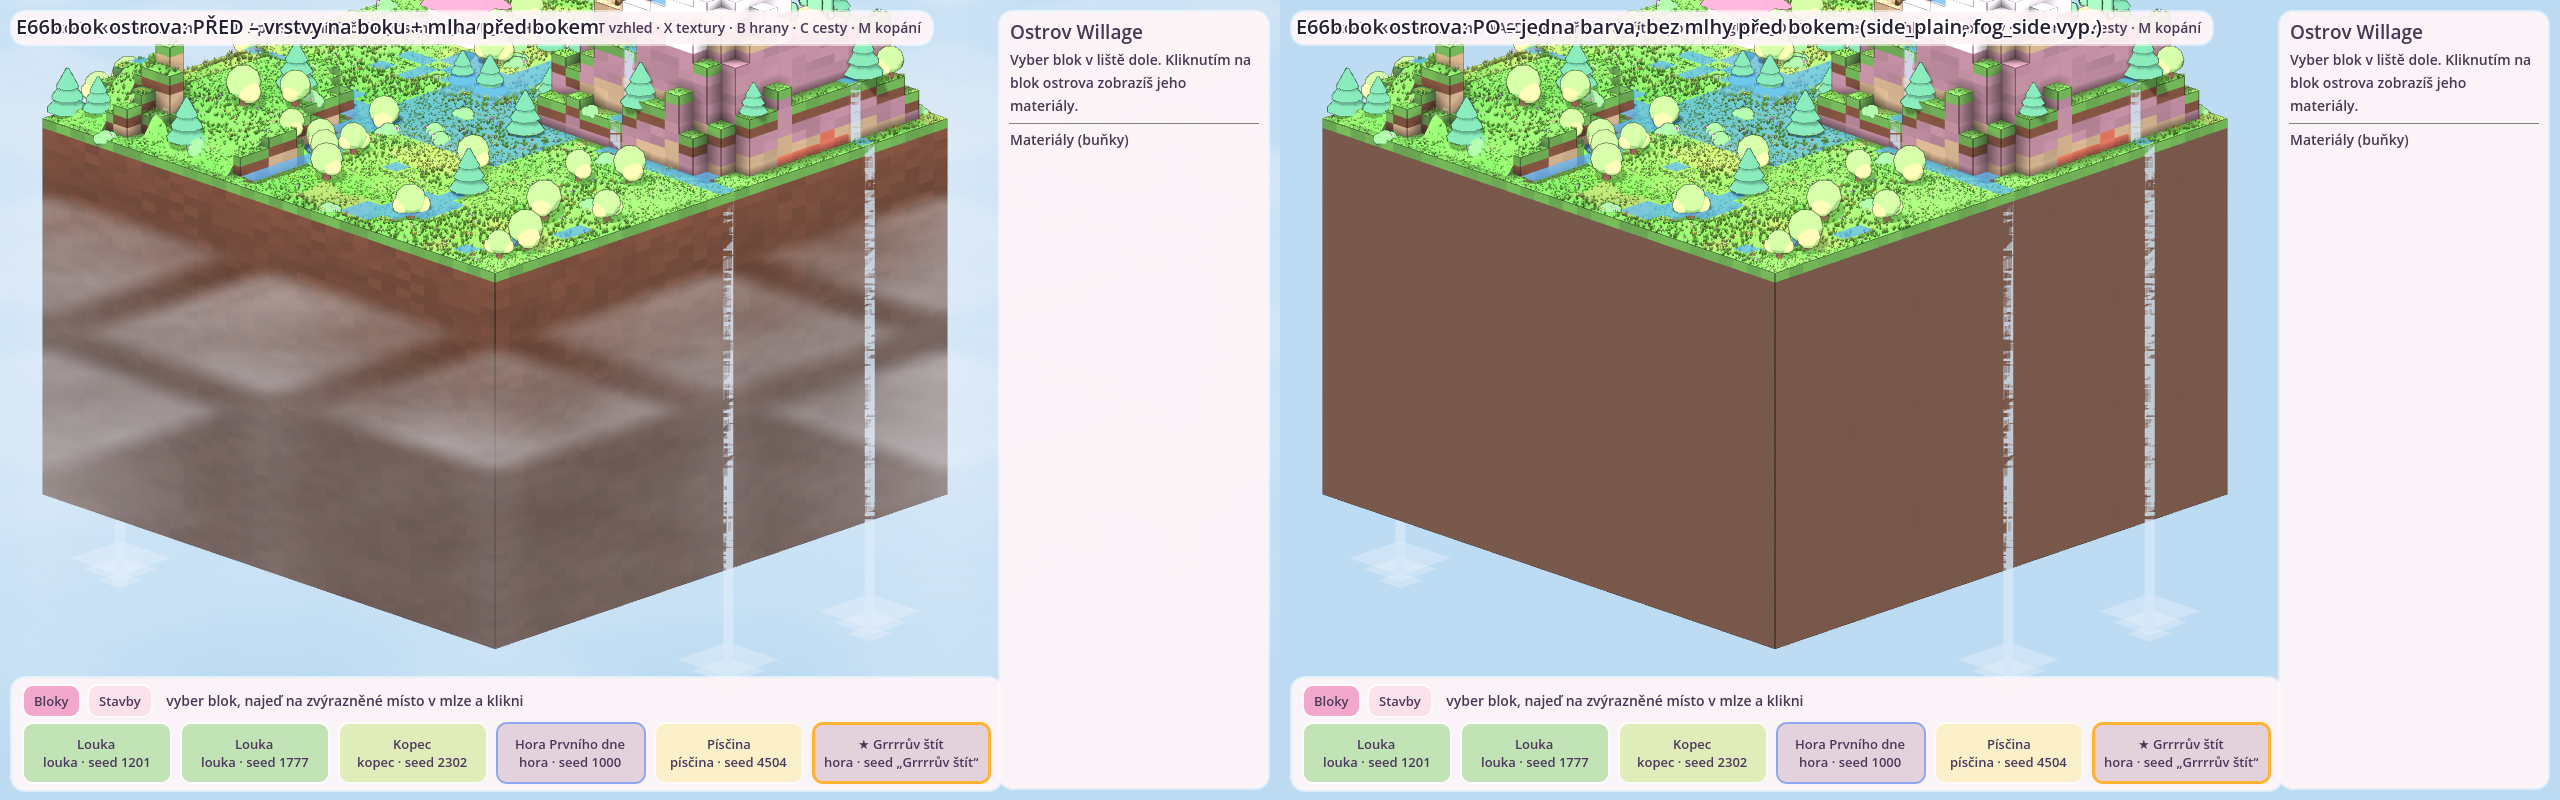 E66b bok ostrova: PŘED – vrstvy na boku + mlha před bokem
T vzhled · X textury · B hrany · C cesty · M kopání
Ostrov Village
Vyber blok v liště dole. Kliknutím na
blok ostrova zobrazíš jeho
materiály.
Materiály (buňky)
Bloky
Stavby
vyber blok, najeď na zvýrazněné místo v mlze a klikni
Louka
louka · seed 1201
Louka
louka · seed 1777
Kopec
kopec · seed 2302
Hora Prvního dne
hora · seed 1000
Písčina
písčina · seed 4504
★ Grrrrův štít
hora · seed „Grrrrův štít“
E66b bok ostrova: PO – jedna barva, bez mlhy před bokem (side_plain, fog_side vyp.)
esty · M kopání
Ostrov Village
Vyber blok v liště dole. Kliknutím na
blok ostrova zobrazíš jeho
materiály.
Materiály (buňky)
Bloky
Stavby
vyber blok, najeď na zvýrazněné místo v mlze a klikni
Louka
louka · seed 1201
Louka
louka · seed 1777
Kopec
kopec · seed 2302
Hora Prvního dne
hora · seed 1000
Písčina
písčina · seed 4504
★ Grrrrův štít
hora · seed „Grrrrův štít“